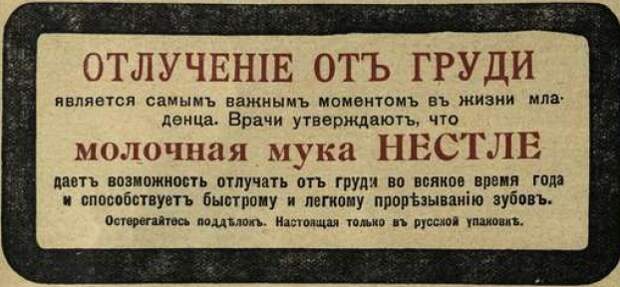 ОТЛУЧЕНІЕ ОТЪ ГРУДИ
является самымъ важнымъ моментомъ въ жизни мла-
денца. Врачи утверждаютъ, что
молочная мука НЕСТЛЕ
даетъ возможность отлучать отъ груди во всякое время года
и способствуетъ быстрому и легкому прорѣзыванію зубовъ.
Остерегайтесь поддѣлокъ. Настоящая только въ русской упаковкѣ.